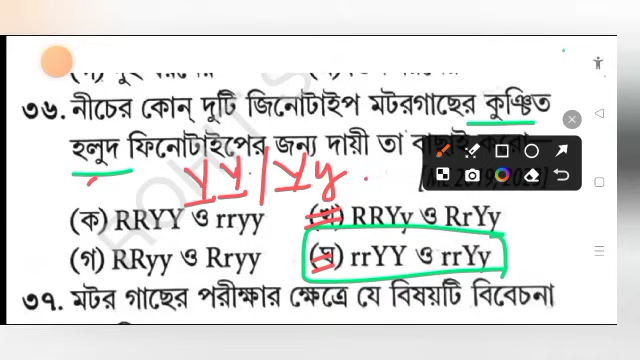 ৩৬. নীচের কোন্ দুটি জিনোটাইপ মটরগাছের কুঞ্চিত
হলুদ ফিনোটাইপের জন্য দায়ী তা বাছাই করো—
YY | Yy
(ক) RRYY ও rryy (খ) RRYy ও RrYy
(গ) RRyy ও Rryy (ঘ) rrYY ও rrYy
৩৭. মটর গাছের পরীক্ষার ক্ষেত্রে যে বিষয়টি বিবেচনা